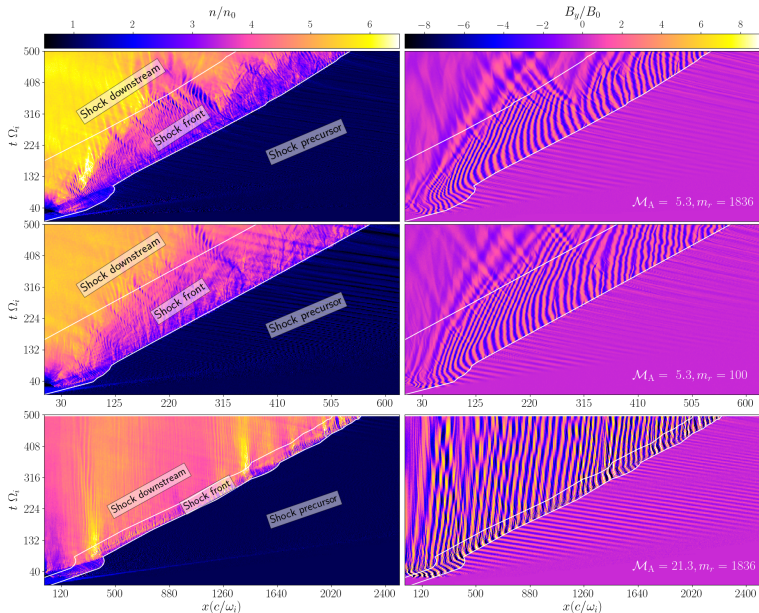 n/n₀
B_y/B₀
1 2 3 4 5 6
−8 −6 −4 −2 0 2 4 6 8
t Ω_i
500
408
316
224
132
40
Shock downstream
Shock front
Shock precursor
ℳ_A = 5.3, m_r = 1836
t Ω_i
500
408
316
224
132
40
Shock downstream
Shock front
Shock precursor
ℳ_A = 5.3, m_r = 100
30 125 220 315 410 505 600
30 125 220 315 410 505 600
t Ω_i
500
408
316
224
132
40
Shock downstream
Shock front
Shock precursor
ℳ_A = 21.3, m_r = 1836
120 500 880 1260 1640 2020 2400
120 500 880 1260 1640 2020 2400
x(c/ω_i)
x(c/ω_i)